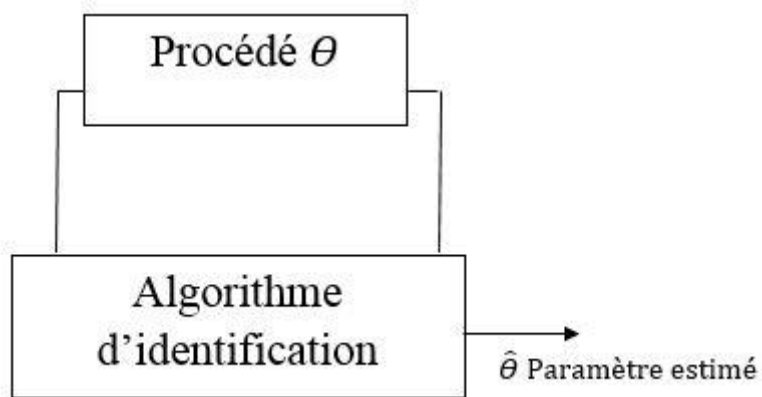 Procédé θ
Algorithme
d’identification
θ̂ Paramètre estimé